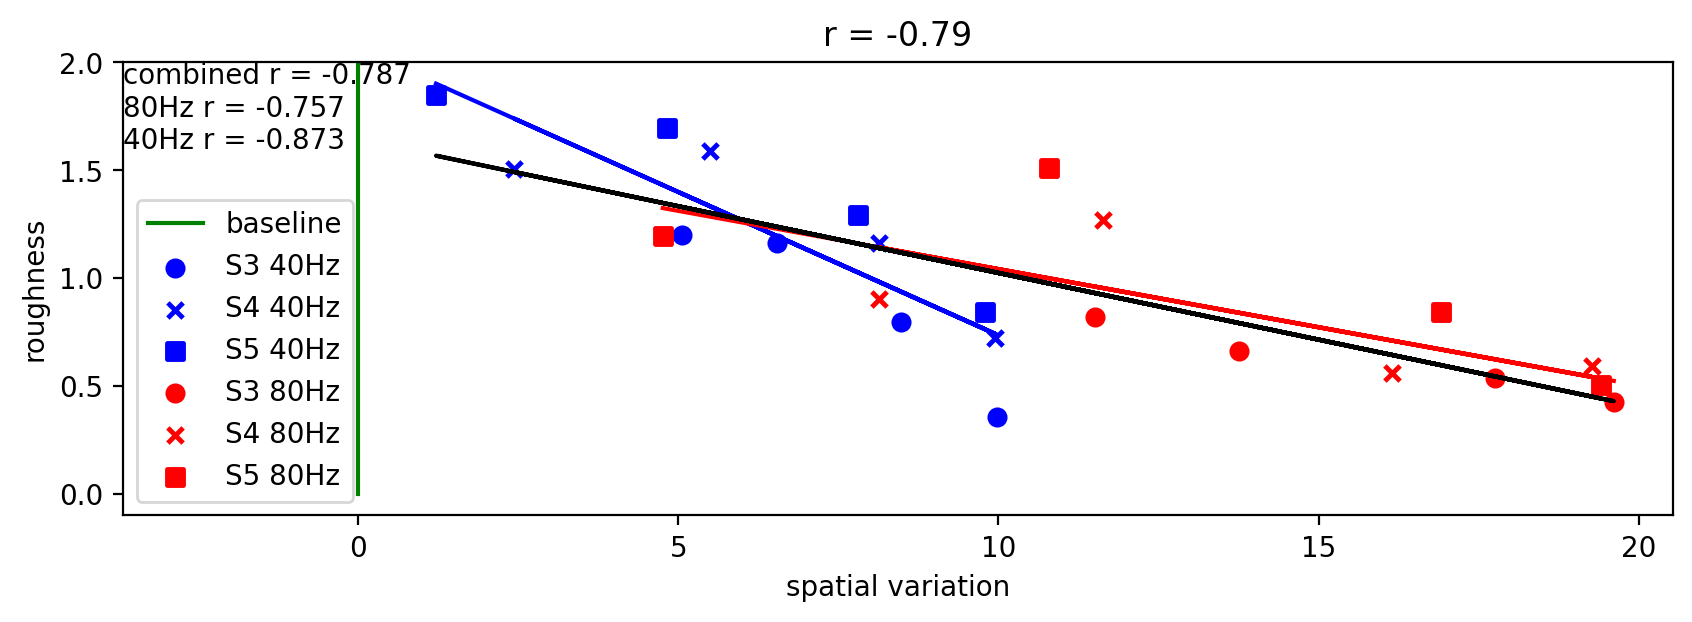 r = -0.79
combined r = -0.787
80Hz r = -0.757
40Hz r = -0.873
baseline
S3 40Hz
S4 40Hz
S5 40Hz
S3 80Hz
S4 80Hz
S5 80Hz
roughness
2.0
1.5
1.0
0.5
0.0
0 5 10 15 20
spatial variation